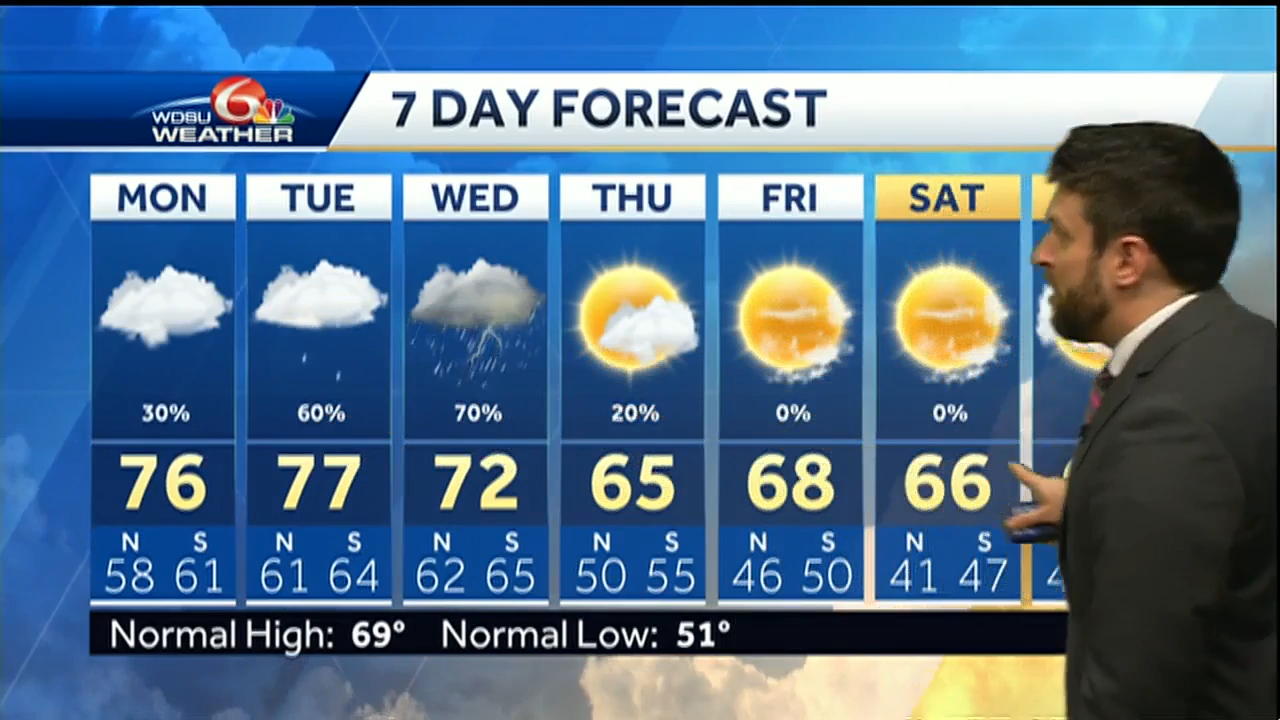 WDSU 6
WEATHER
7 DAY FORECAST
MON TUE WED THU FRI SAT
30% 60% 70% 20% 0% 0%
76 77 72 65 68 66
N S N S N S N S N S N S
58 61 61 64 62 65 50 55 46 50 41 47 4
Normal High: 69° Normal Low: 51°